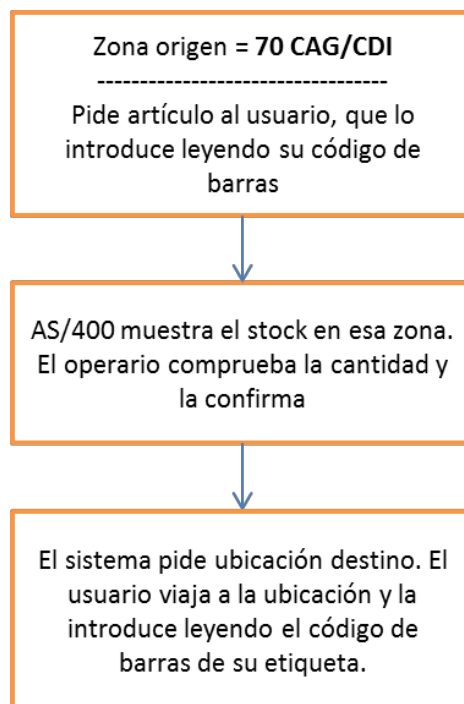 Zona origen = 70 CAG/CDI
----------------------------------
Pide artículo al usuario, que lo
introduce leyendo su código de
barras
AS/400 muestra el stock en esa zona.
El operario comprueba la cantidad y
la confirma
El sistema pide ubicación destino. El
usuario viaja a la ubicación y la
introduce leyendo el código de
barras de su etiqueta.